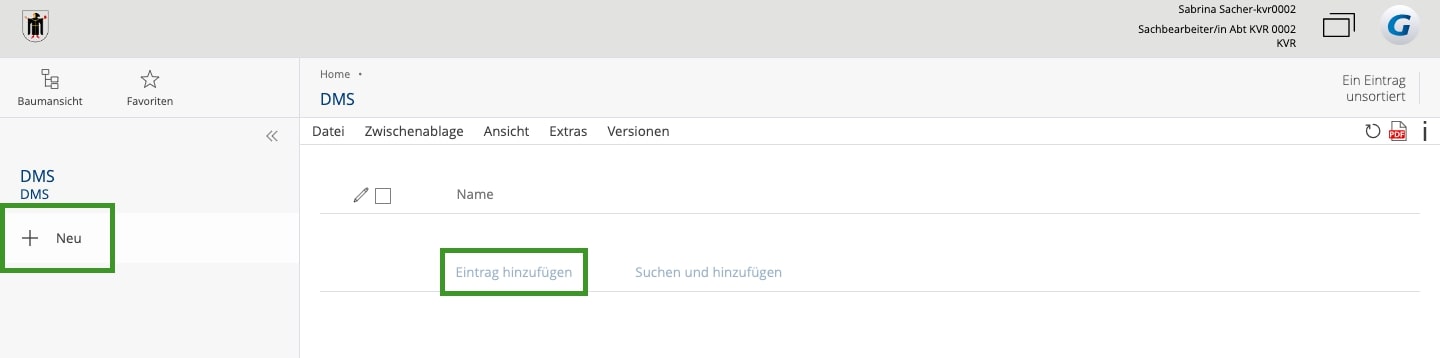 Sabrina Sacher-kvr0002
Sachbearbeiter/in Abt KVR 0002
KVR
G
Baumansicht
Favoriten
Home •
DMS
Ein Eintrag
unsortiert
Datei Zwischenablage Ansicht Extras Versionen
PDF i
DMS
DMS
Neu
Name
Eintrag hinzufügen Suchen und hinzufügen